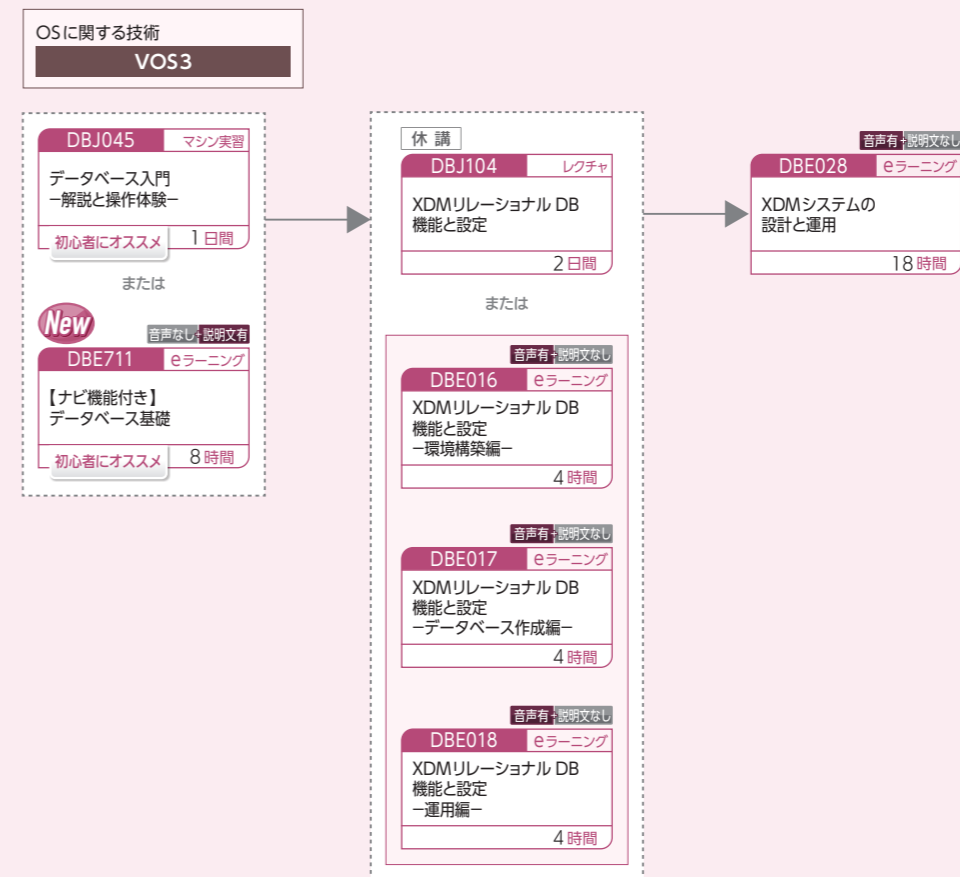 OSに関する技術
VOS3
DBJ045 マシン実習
データベース入門
−解説と操作体験−
初心者にオススメ 1日間
または
New
音声なし+説明文有
DBE711 eラーニング
【ナビ機能付き】
データベース基礎
初心者にオススメ 8時間
休講
DBJ104 レクチャ
XDMリレーショナル DB
機能と設定
2日間
または
音声有+説明文なし
DBE016 eラーニング
XDMリレーショナル DB
機能と設定
−環境構築編−
4時間
音声有+説明文なし
DBE017 eラーニング
XDMリレーショナル DB
機能と設定
−データベース作成編−
4時間
音声有+説明文なし
DBE018 eラーニング
XDMリレーショナル DB
機能と設定
−運用編−
4時間
音声有+説明文なし
DBE028 eラーニング
XDMシステムの
設計と運用
18時間